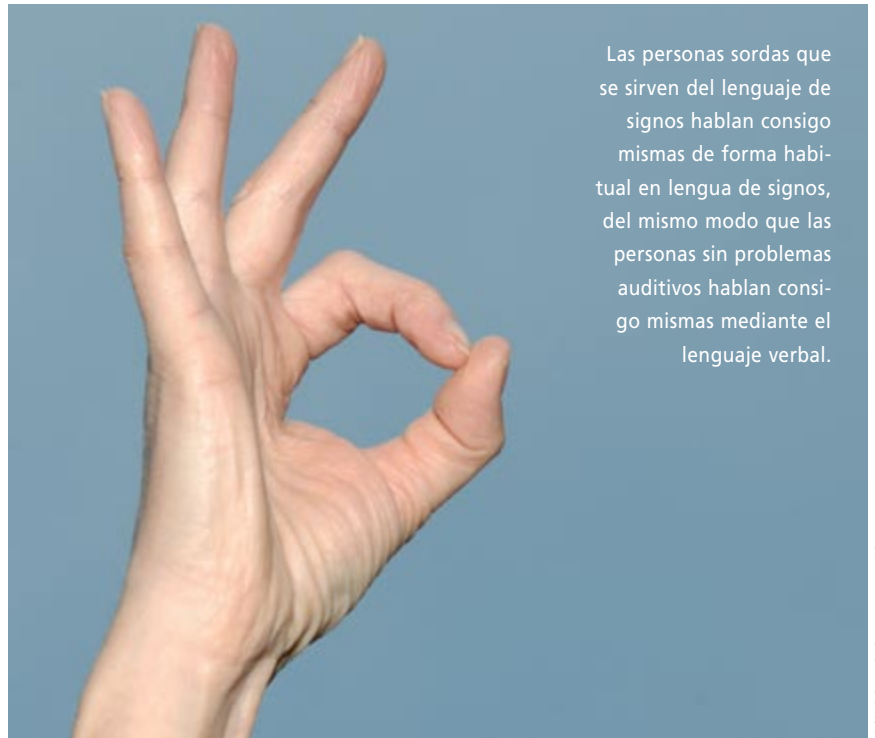 Las personas sordas que
se sirven del lenguaje de
signos hablan consigo
mismas de forma habi-
tual en lengua de signos,
del mismo modo que las
personas sin problemas
auditivos hablan consi-
go mismas mediante el
lenguaje verbal.